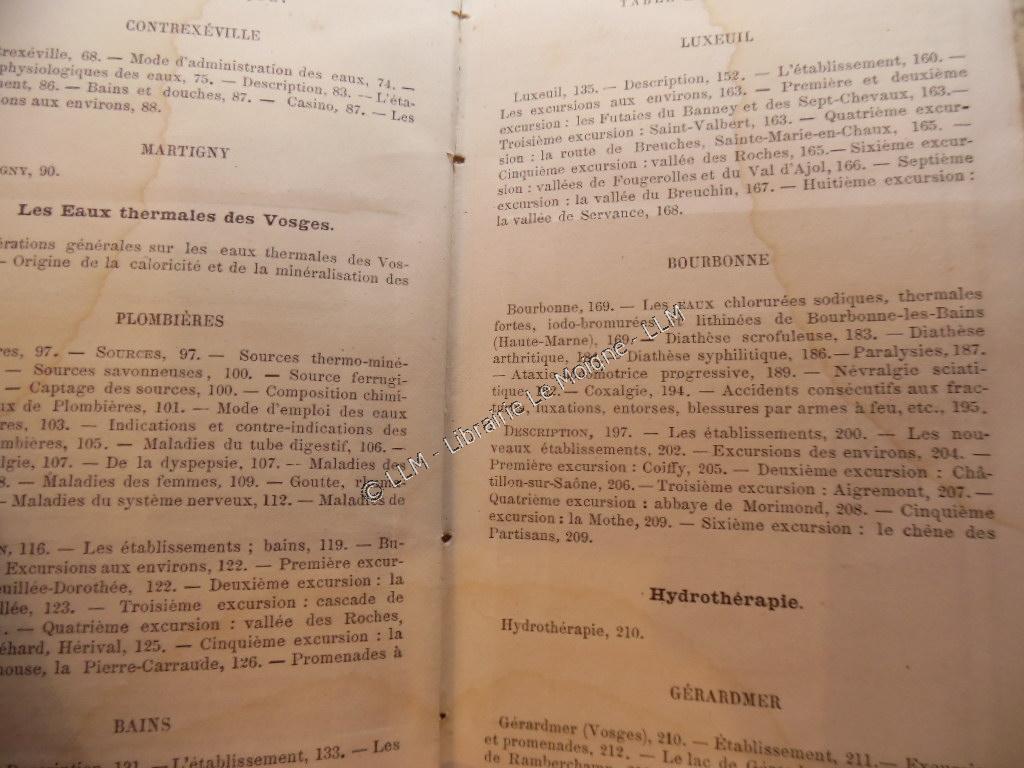 CONTREXÉVILLE
trexéville, 68. — Mode d'administration des eaux, 74. —
physiologiques des eaux, 75. — Description, 83. — L'éta-
ment, 86. — Bains et douches, 87. — Casino, 87. — Les
ons aux environs, 88.
MARTIGNY
GNY, 90.
Les Eaux thermales des Vosges.
érations générales sur les eaux thermales des Vos-
— Origine de la caloricité et de la minéralisation des
PLOMBIÈRES
res, 97. — SOURCES, 97. — Sources thermo-miné-
— Sources savonneuses, 100. — Source ferrugi-
— Captage des sources, 100. — Composition chimi-
ux de Plombières, 101. — Mode d'emploi des eaux
res, 103. — Indications et contre-indications des
mbières, 105. — Maladies du tube digestif, 106. —
lgie, 107. — De la dyspepsie, 107. — Maladies de
8. — Maladies des femmes, 109. — Goutte,
— Maladies du système nerveux, 112. — Maladies de
N, 116. — Les établissements ; bains, 119. — Bu-
Excursions aux environs, 122. — Première excur-
euillée-Dorothée, 122. — Deuxième excursion : la
llée, 123. — Troisième excursion : cascade de
— Quatrième excursion : vallée des Roches,
éhard, Hérival, 125. — Cinquième excursion : la
mouse, la Pierre-Carraude, 126. — Promenades à
BAINS
Description, 131. — L'établissement, 133. — Les
TABLE
LUXEUIL
Luxeuil, 135. — Description, 152. — L'établissement, 160. —
Les excursions aux environs, 163. — Première et deuxième
excursion : les Futaies du Banney et des Sept-Chevaux, 163. —
Troisième excursion : Saint-Valbert, 163. — Quatrième excur-
sion : la route de Breuches, Sainte-Marie-en-Chaux, 165. —
Cinquième excursion : vallée des Roches, 165. — Sixième excur-
sion : vallées de Fougerolles et du Val d'Ajol, 166. — Septième
excursion : la vallée du Breuchin, 167. — Huitième excursion :
la vallée de Servance, 168.
BOURBONNE
Bourbonne, 169. — Les EAUX chlorurées sodiques, thermales
fortes, iodo-bromurées et lithinées de Bourbonne-les-Bains
(Haute-Marne), 169. — Diathèse scrofuleuse, 183. — Diathèse
arthritique, — Diathèse syphilitique, 186. — Paralysies, 187.
— Ataxie locomotrice progressive, 189. — Névralgie sciati-
tique, — Coxalgie, 194. — Accidents consécutifs aux frac-
tures, luxations, entorses, blessures par armes à feu, etc., 195.
DESCRIPTION, 197. — Les établissements, 200. — Les nou-
veaux établissements, 202. — Excursions des environs, 204. —
Première excursion : Coiffy, 205. — Deuxième excursion : Châ-
tillon-sur-Saône, 206. — Troisième excursion : Aigremont, 207. —
Quatrième excursion : abbaye de Morimond, 208. — Cinquième
excursion : la Mothe, 209. — Sixième excursion : le chêne des
Partisans, 209.
Hydrothérapie.
Hydrothérapie, 210.
GÉRARDMER
Gérardmer (Vosges), 210. — Établissement, 211. — Excursions
et promenades, 212. — Le lac de
de Ramberchamp,
© LLM - Librairie Le Moigne - LLM